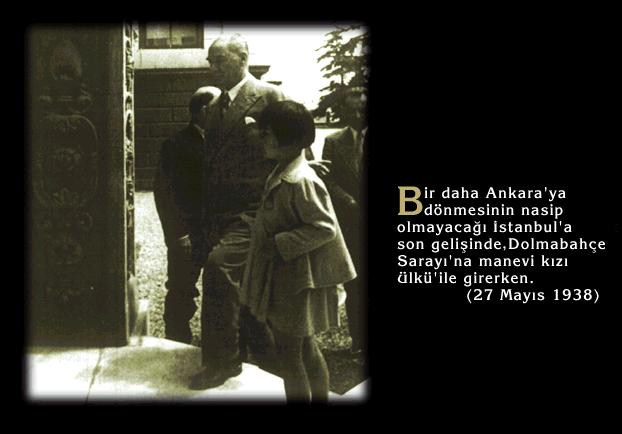 Bir daha Ankara'ya
dönmesinin nasip
olmayacağı İstanbul'a
son gelişinde,Dolmabahçe
Sarayı'na manevi kızı
ülkü'ile girerken.
(27 Mayıs 1938)